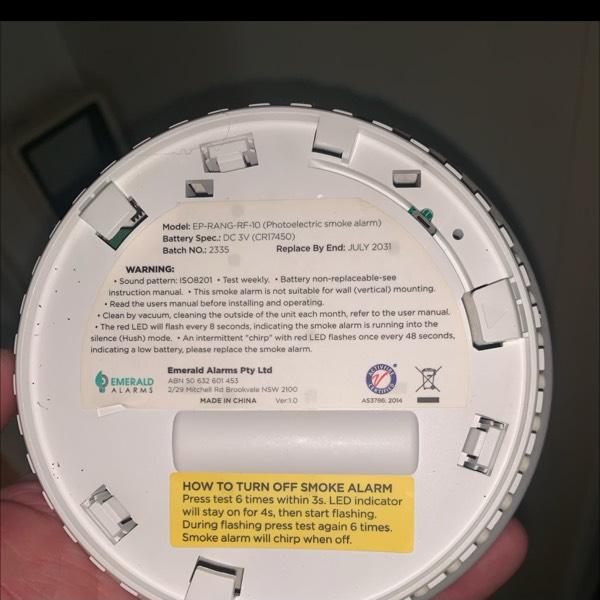 Model: EP-RANG-RF-10 (Photoelectric smoke alarm)
Battery Spec.: DC 3V (CR17450)
Batch NO.: 2335 Replace By End: JULY 2031
WARNING:
• Sound pattern: ISO8201 • Test weekly. • Battery non-replaceable-see
instruction manual. • This smoke alarm is not suitable for wall (vertical) mounting.
• Read the users manual before installing and operating.
• Clean by vacuum, cleaning the outside of the unit each month, refer to the user manual.
• The red LED will flash every 8 seconds, indicating the smoke alarm is running into the
silence (Hush) mode. • An intermittent "chirp" with red LED flashes once every 48 seconds,
indicating a low battery, please replace the smoke alarm.
EMERALD
ALARMS
Emerald Alarms Pty Ltd
ABN 50 632 601 453
2/29 Mitchell Rd Brookvale NSW 2100
MADE IN CHINA Ver:1.0
AS3786: 2014
HOW TO TURN OFF SMOKE ALARM
Press test 6 times within 3s. LED indicator
will stay on for 4s, then start flashing.
During flashing press test again 6 times.
Smoke alarm will chirp when off.